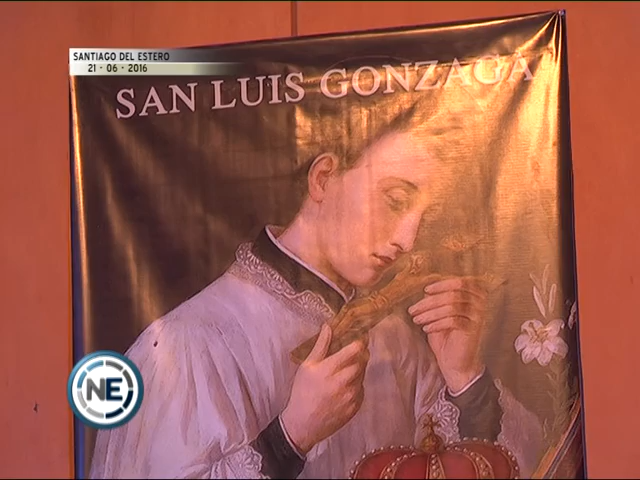 SANTIAGO DEL ESTERO
21 - 06 - 2016
SAN LUIS GONZAGA
NE